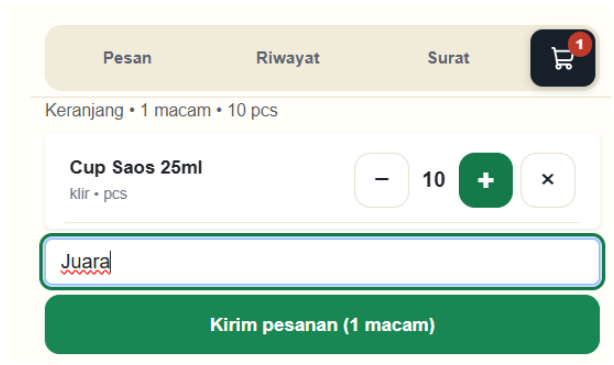 Pesan Riwayat Surat 1
Keranjang • 1 macam • 10 pcs
Cup Saos 25ml
klir • pcs
− 10 + ×
Juara
Kirim pesanan (1 macam)